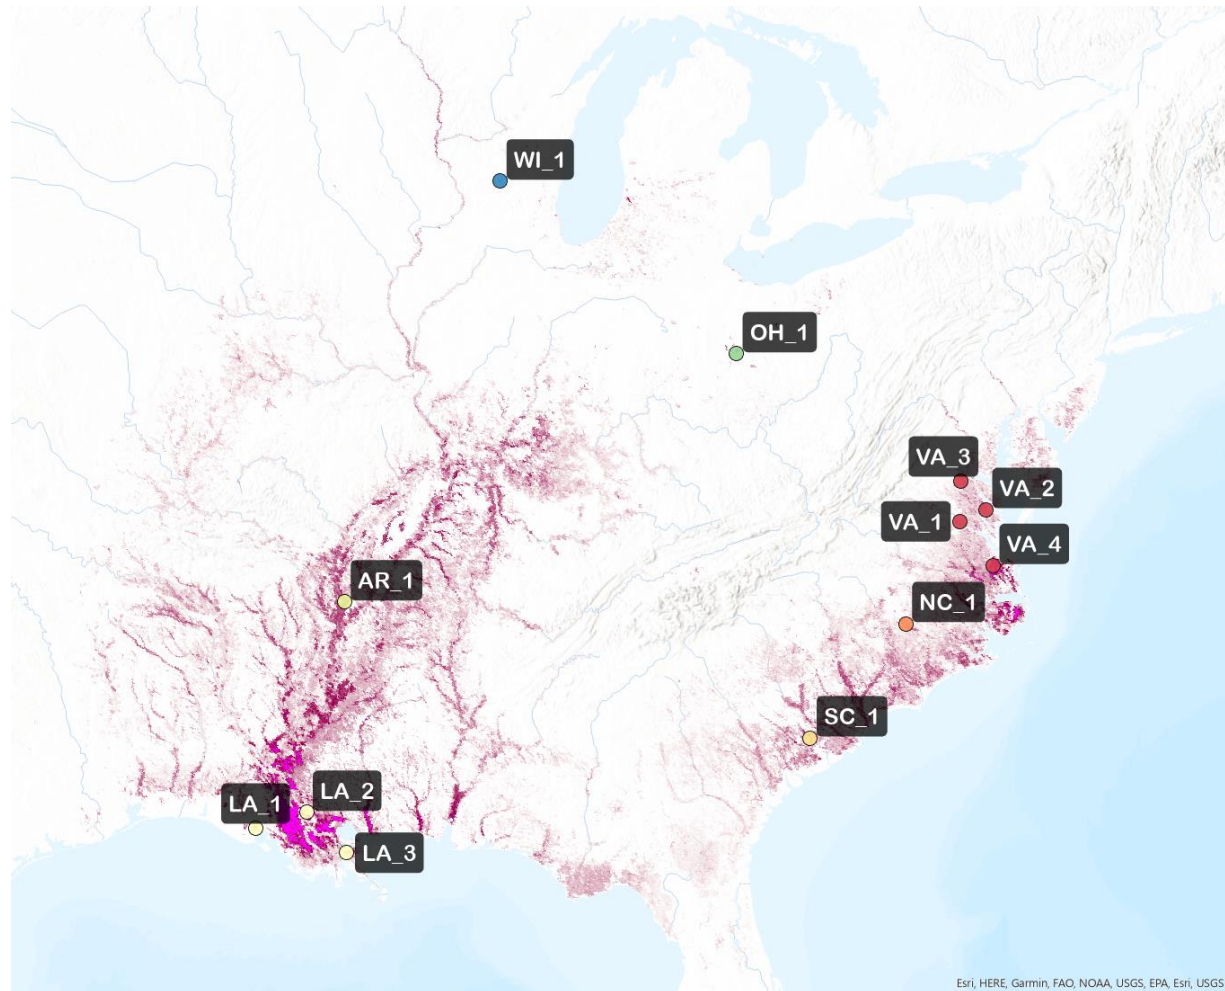 WI_1
OH_1
VA_3
VA_2
VA_1
VA_4
AR_1
NC_1
SC_1
LA_2
LA_1
LA_3
Esri, HERE, Garmin, FAO, NOAA, USGS, EPA, Esri, USGS